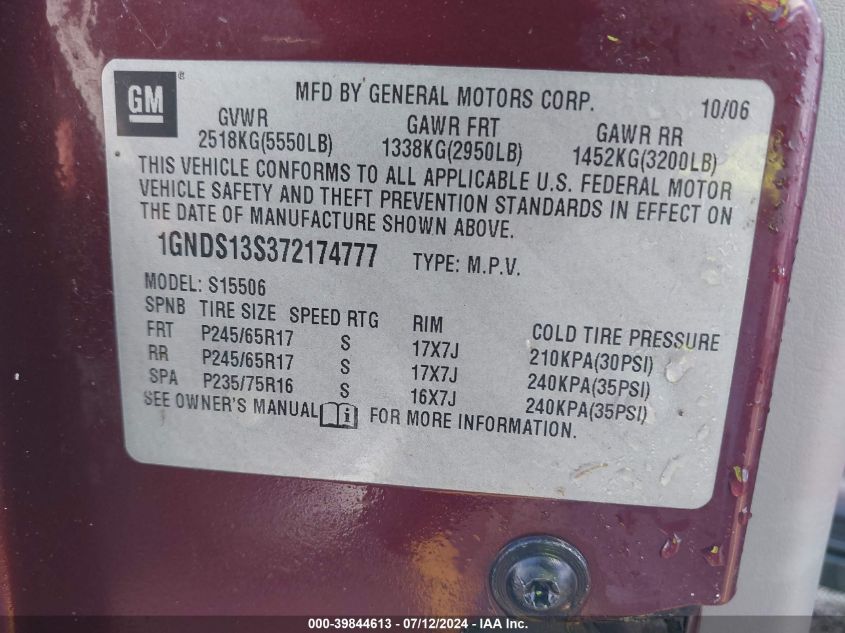 GM®
MFD BY GENERAL MOTORS CORP. 10/06
GVWR GAWR FRT GAWR RR
2518KG(5550LB) 1338KG(2950LB) 1452KG(3200LB)
THIS VEHICLE CONFORMS TO ALL APPLICABLE U.S. FEDERAL MOTOR
VEHICLE SAFETY AND THEFT PREVENTION STANDARDS IN EFFECT ON
THE DATE OF MANUFACTURE SHOWN ABOVE.
1GNDS13S372174777 TYPE: M.P.V.
MODEL: S15506
SPNB TIRE SIZE SPEED RTG RIM COLD TIRE PRESSURE
FRT P245/65R17 S 17X7J 210KPA(30PSI)
RR P245/65R17 S 17X7J 240KPA(35PSI)
SPA P235/75R16 S 16X7J 240KPA(35PSI)
SEE OWNER'S MANUAL i FOR MORE INFORMATION.
000-39844613 - 07/12/2024 - IAA Inc.